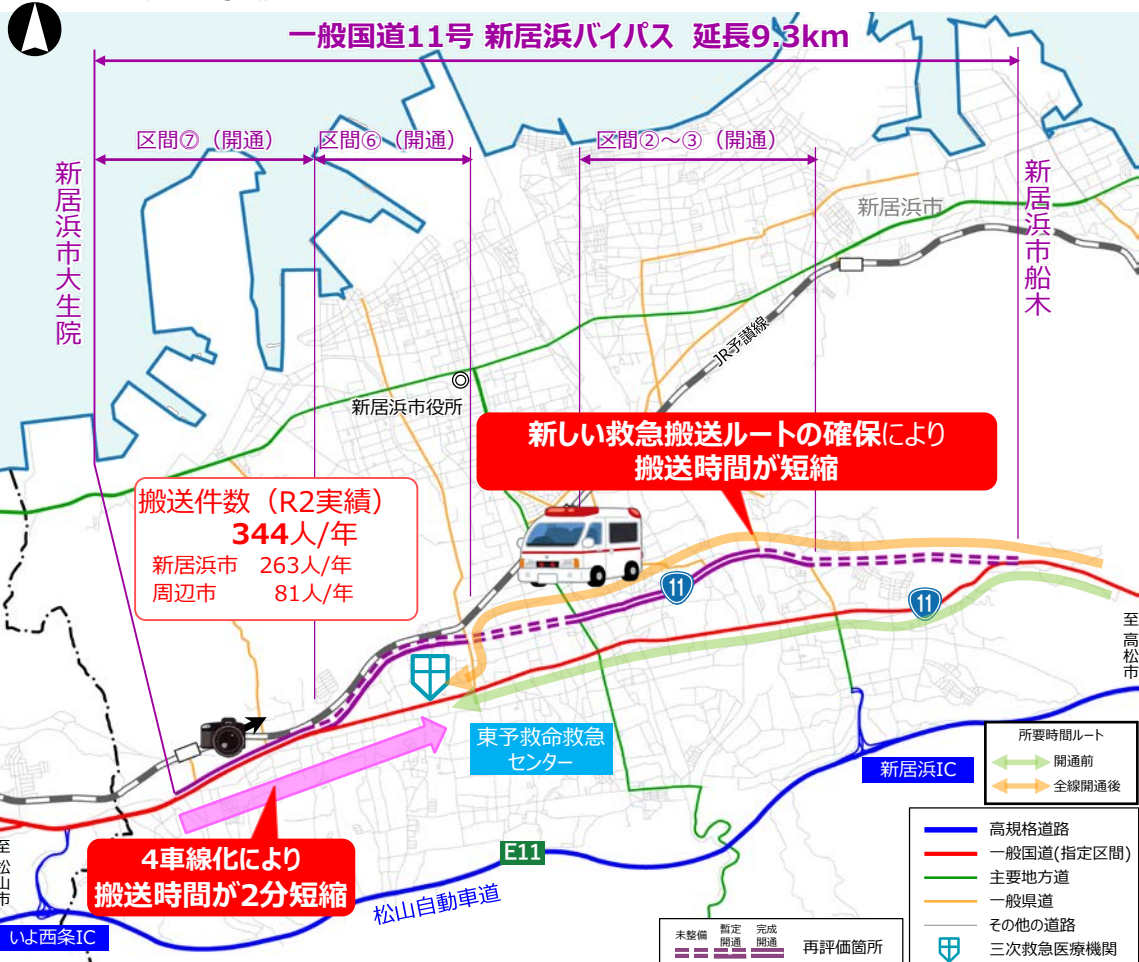 一般国道11号 新居浜バイパス 延長9.3km
区間⑦（開通）
区間⑥（開通）
区間②～③（開通）
新居浜市大生院
新居浜市船木
新居浜市
JR予讃線
新居浜市役所
新しい救急搬送ルートの確保により
搬送時間が短縮
搬送件数（R2実績）
344人/年
新居浜市 263人/年
周辺市 81人/年
11
11
至 高松市
東予救命救急
センター
新居浜IC
所要時間ルート
開通前
全線開通後
4車線化により
搬送時間が2分短縮
至 松山市
いよ西条IC
E11
松山自動車道
高規格道路
一般国道(指定区間)
主要地方道
一般県道
その他の道路
三次救急医療機関
未整備 暫定開通 完成開通 再評価箇所